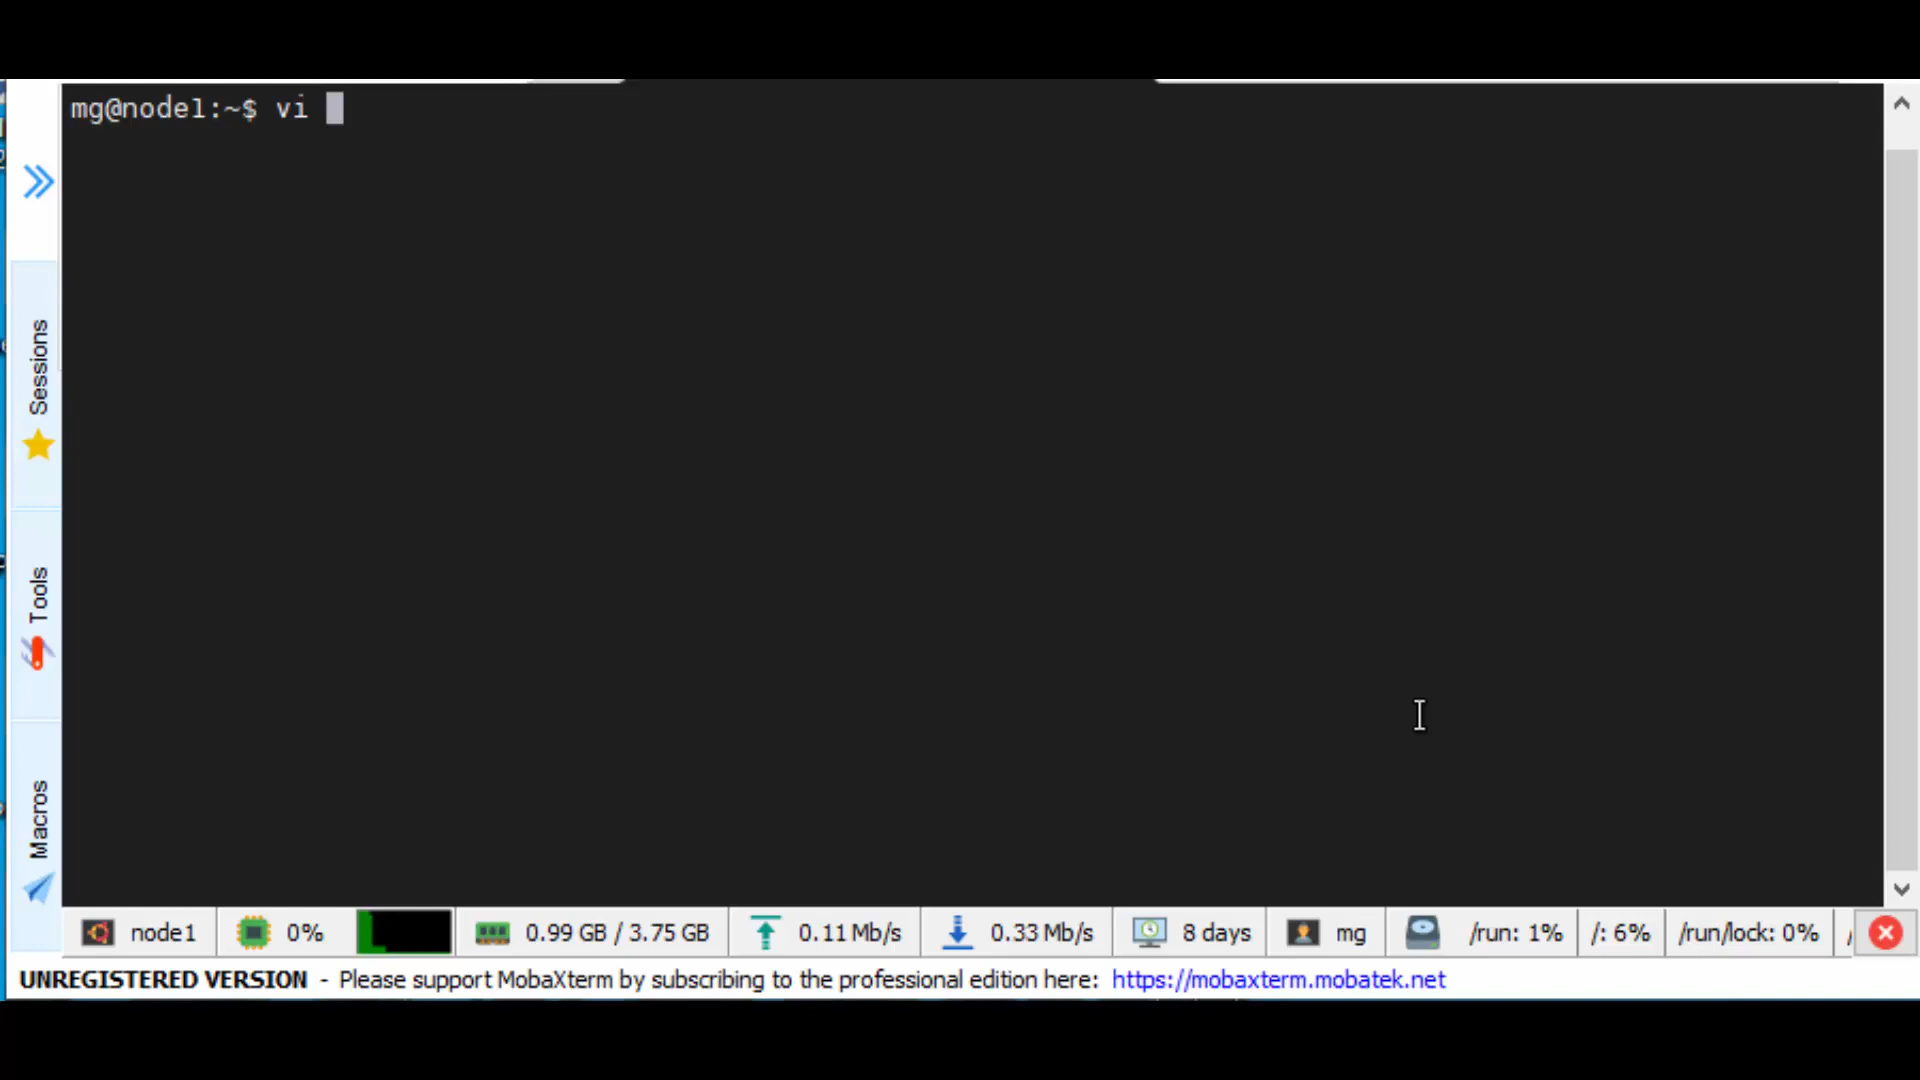 mg@node1:~$ vi
Sessions
Tools
Macros
node1 0% 0.99 GB / 3.75 GB 0.11 Mb/s 0.33 Mb/s 8 days mg /run: 1% /: 6% /run/lock: 0% /
UNREGISTERED VERSION - Please support MobaXterm by subscribing to the professional edition here: https://mobaxterm.mobatek.net